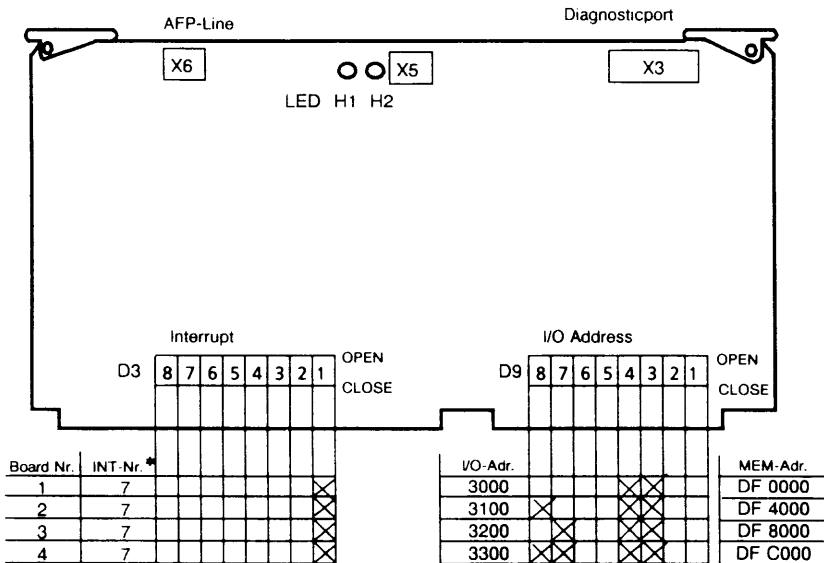 AFP-Line
Diagnosticport
X6
X5
X3
LED H1 H2
Interrupt
I/O Address
D3 8 7 6 5 4 3 2 1 OPEN
CLOSE
D9 8 7 6 5 4 3 2 1 OPEN
CLOSE
Board Nr. INT-Nr.* I/O-Adr. MEM-Adr.
1 7 3000 DF 0000
2 7 3100 DF 4000
3 7 3200 DF 8000
4 7 3300 DF C000